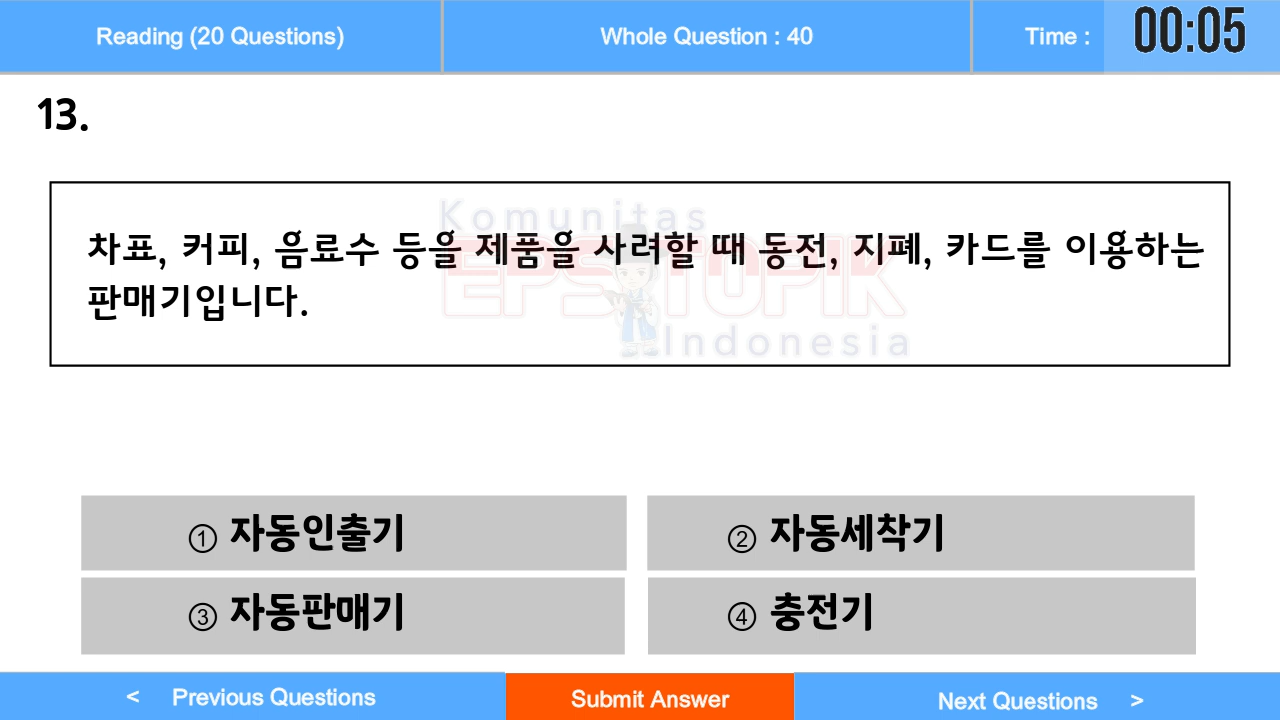 Reading (20 Questions)
Whole Question : 40
Time :
00:05
13.
Komunitas
EPS TOPIK
Indonesia
차표, 커피, 음료수 등을 제품을 사려할 때 동전, 지폐, 카드를 이용하는
판매기입니다.
① 자동인출기
② 자동세착기
③ 자동판매기
④ 충전기
< Previous Questions
Submit Answer
Next Questions >